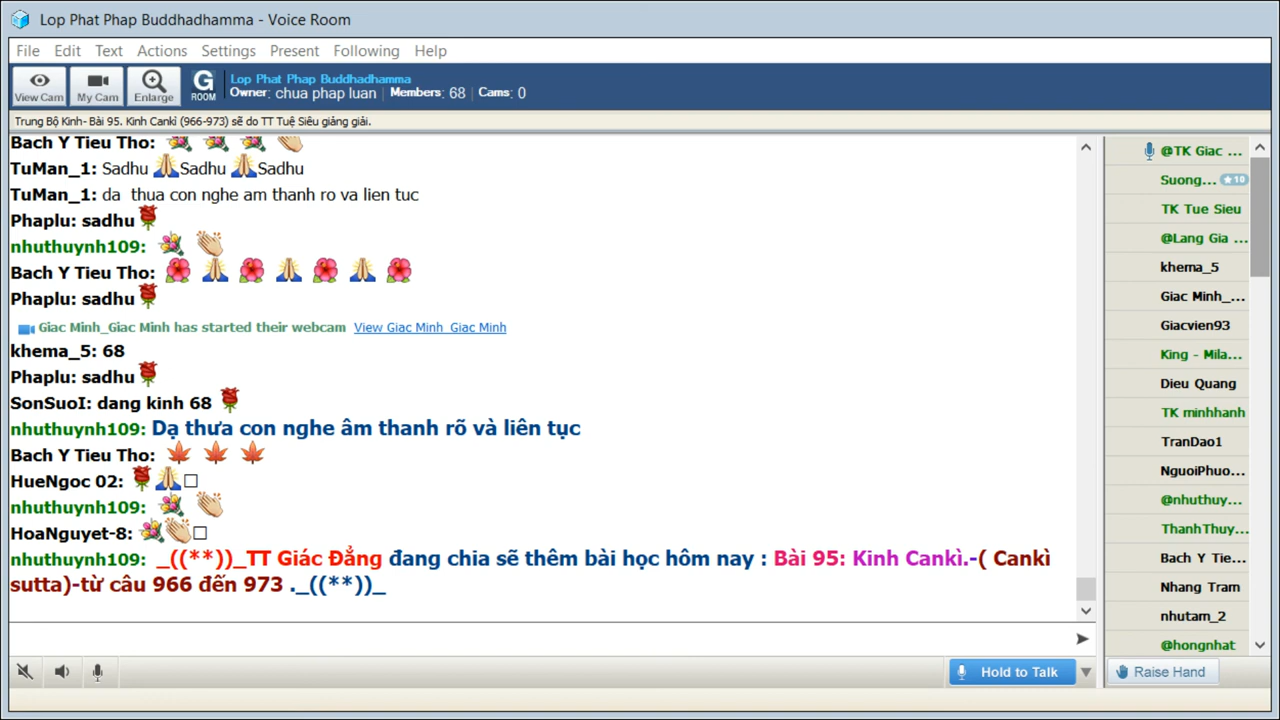 Lop Phat Phap Buddhadhamma - Voice Room
File Edit Text Actions Settings Present Following Help
View Cam My Cam Enlarge G ROOM
Lop Phat Phap Buddhadhamma
Owner: chua phap luan | Members: 68 | Cams: 0
Trung Bộ Kinh- Bài 95. Kinh Cankì (966-973) sẽ do TT Tuệ Siêu giảng giải.
Bach Y Tieu Tho:
TuMan_1: Sadhu Sadhu Sadhu
TuMan_1: da thua con nghe am thanh ro va lien tuc
Phaplu: sadhu
nhuthuynh109:
Bach Y Tieu Tho:
Phaplu: sadhu
Giac Minh_Giac Minh has started their webcam View Giac Minh_Giac Minh
khema_5: 68
Phaplu: sadhu
SonSuoI: dang kinh 68
nhuthuynh109: Dạ thưa con nghe âm thanh rõ và liên tục
Bach Y Tieu Tho:
HueNgoc 02:
nhuthuynh109:
HoaNguyet-8:
nhuthuynh109: _((**))_TT Giác Đẳng đang chia sẽ thêm bài học hôm nay : Bài 95: Kinh Cankì.-( Cankì
sutta)-từ câu 966 đến 973 ._((**))_
@TK Giac ...
Suong... ★10
TK Tue Sieu
@Lang Gia ...
khema_5
Giac Minh_...
Giacvien93
King - Mila...
Dieu Quang
TK minhhanh
TranDao1
NguoiPhuo...
@nhuthuy...
ThanhThuy...
Bach Y Tie...
Nhang Tram
nhutam_2
@hongnhat
Hold to Talk
Raise Hand